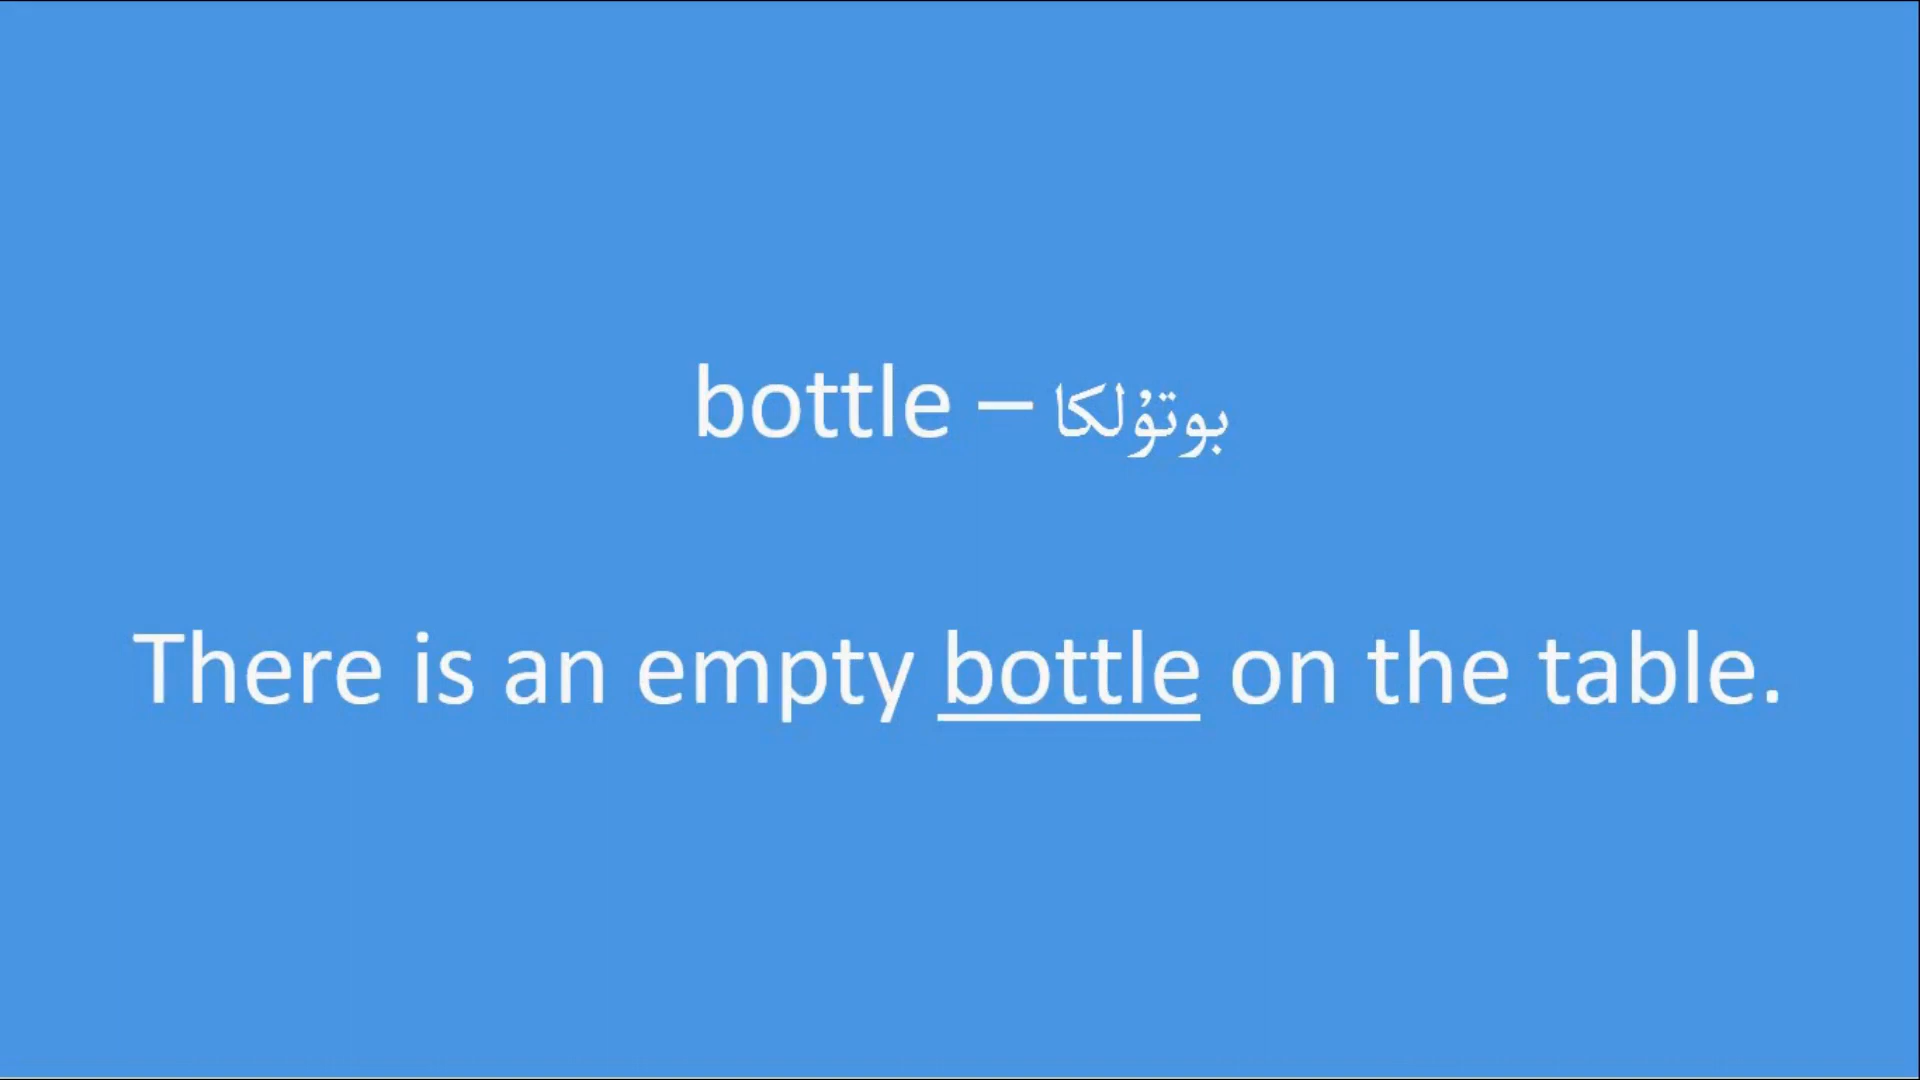 bottle – بوتۇلكا
There is an empty bottle on the table.